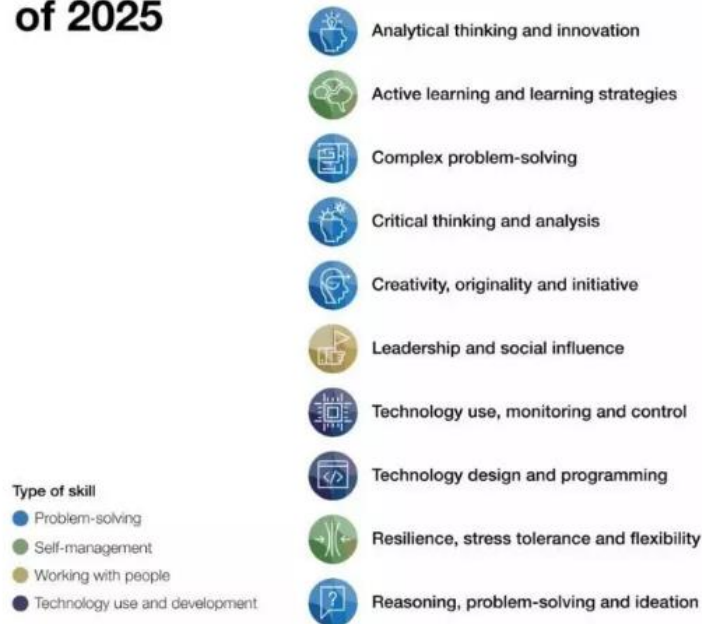 of 2025
Analytical thinking and innovation
Active learning and learning strategies
Complex problem-solving
Critical thinking and analysis
Creativity, originality and initiative
Leadership and social influence
Technology use, monitoring and control
Technology design and programming
Resilience, stress tolerance and flexibility
Reasoning, problem-solving and ideation
Type of skill
Problem-solving
Self-management
Working with people
Technology use and development